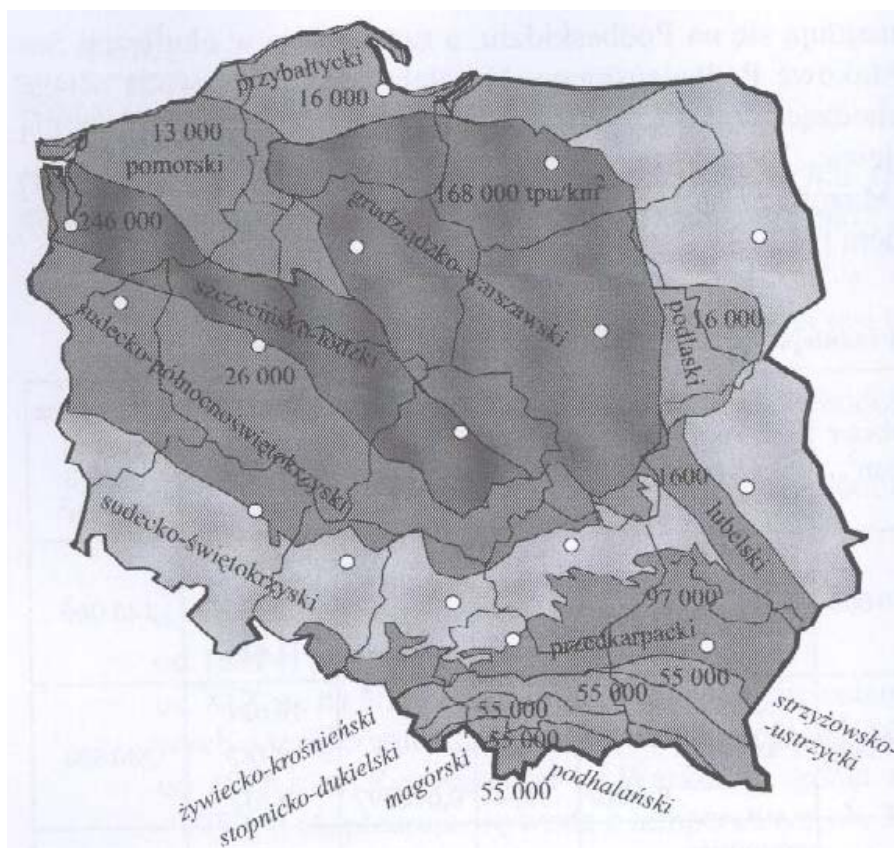 przybałtycki
16 000
13 000
pomorski
168 000 tpu/km²
246 000
grudziądzko-warszawski
szczecińsko-łódzki
podlaski
16 000
sudecko-północnoświętokrzyski
26 000
1600
lubelski
sudecko-świętokrzyski
97 000
przedkarpacki
55 000
55 000
55 000
55 000
strzyżowsko-
-ustrzycki
żywiecko-krośnieński
stopnicko-dukielski
magórski
podhalański
55 000